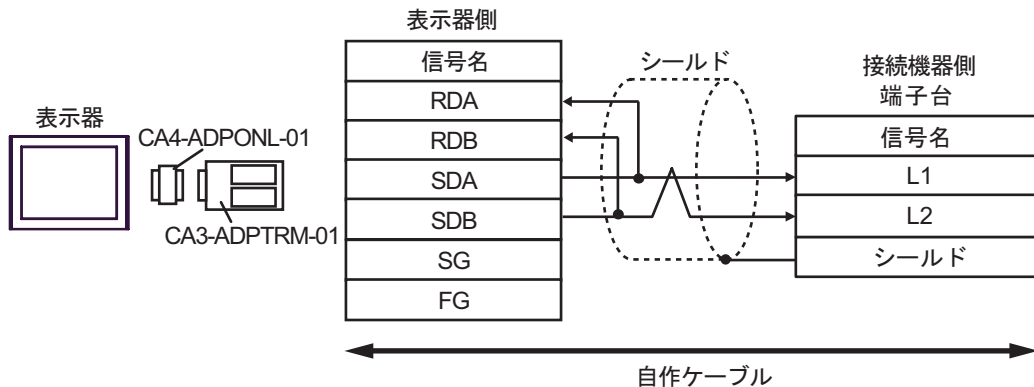 表示器
CA4-ADPONL-01
CA3-ADPTRM-01
表示器側
信号名
RDA
RDB
SDA
SDB
SG
FG
シールド
接続機器側
端子台
信号名
L1
L2
シールド
自作ケーブル